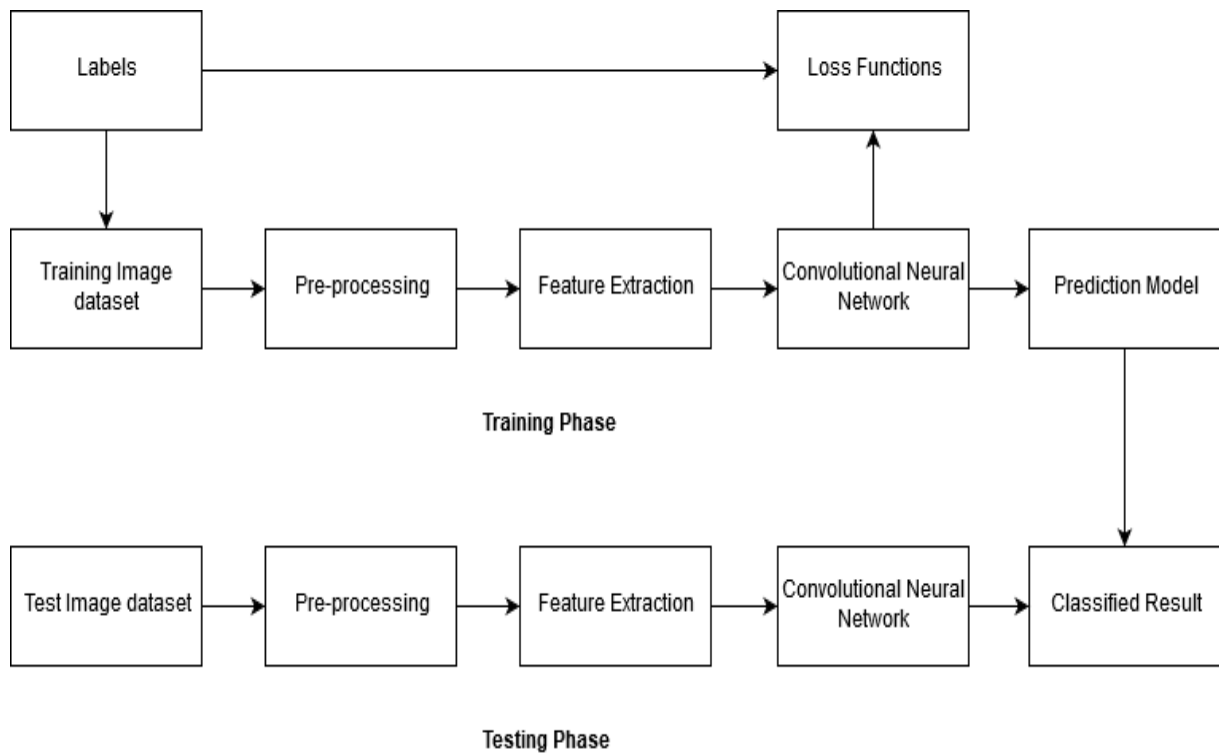 Labels
Loss Functions
Training Image
dataset
Pre-processing
Feature Extraction
Convolutional Neural
Network
Prediction Model
Training Phase
Test Image dataset
Pre-processing
Feature Extraction
Convolutional Neural
Network
Classified Result
Testing Phase